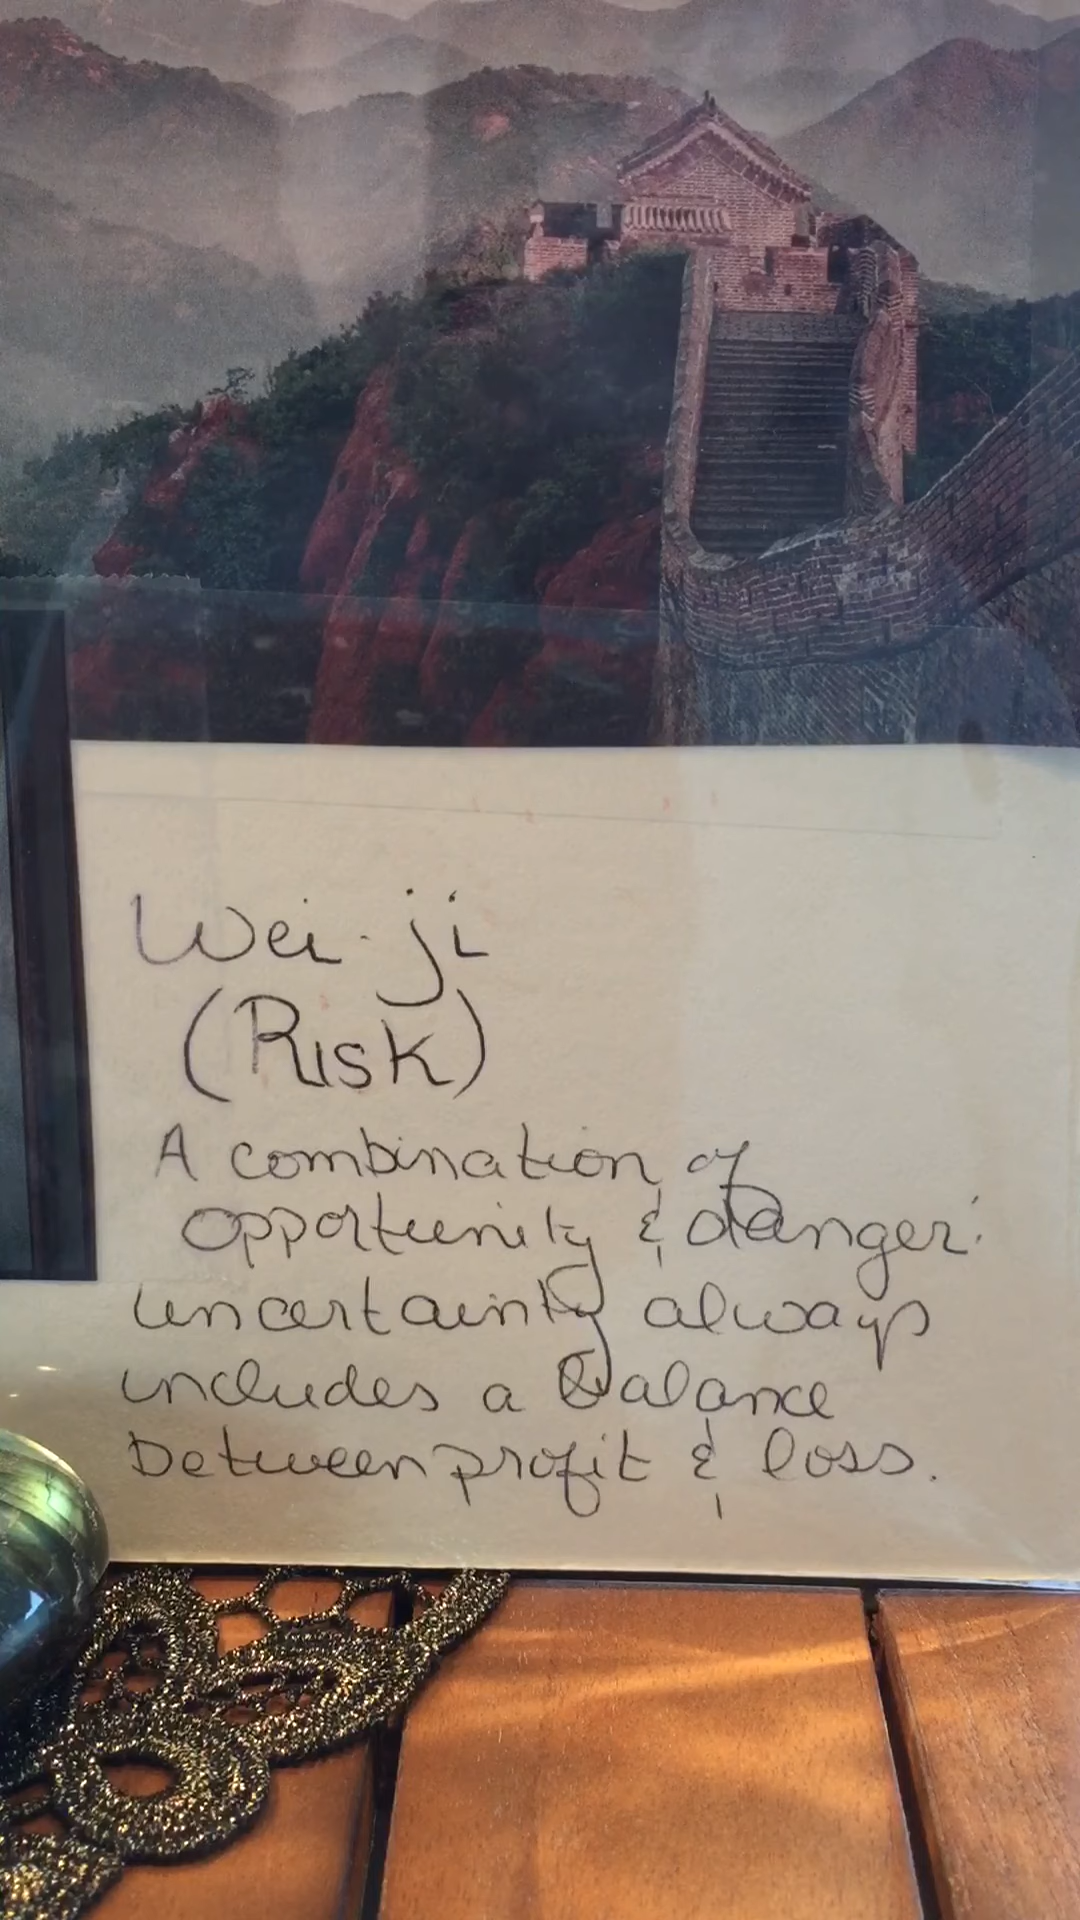 Wei-ji
(Risk)
A combination of
opportunity & danger:
uncertainty always
includes a balance
between profit & loss.